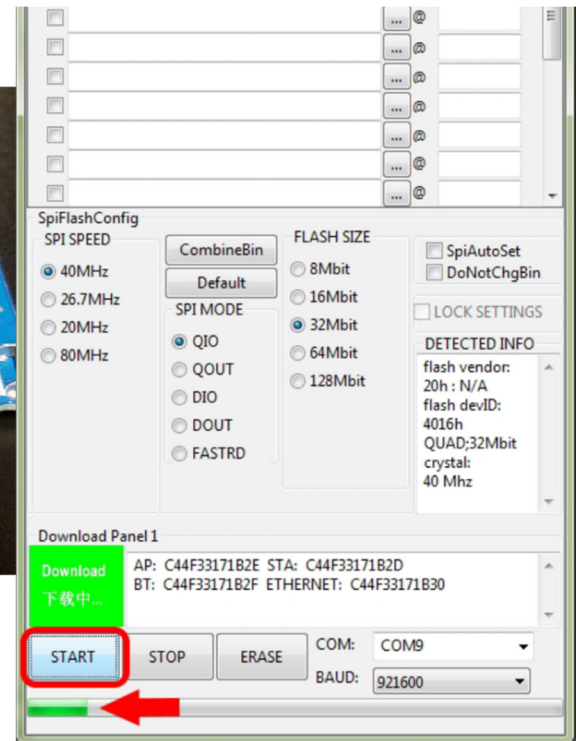 ... @
... @
... @
... @
... @
... @
... @
SpiFlashConfig
SPI SPEED
40MHz
26.7MHz
20MHz
80MHz
CombineBin
Default
SPI MODE
QIO
QOUT
DIO
DOUT
FASTRD
FLASH SIZE
8Mbit
16Mbit
32Mbit
64Mbit
128Mbit
SpiAutoSet
DoNotChgBin
LOCK SETTINGS
DETECTED INFO
flash vendor:
20h : N/A
flash devID:
4016h
QUAD;32Mbit
crystal:
40 Mhz
Download Panel 1
Download
下载中...
AP: C44F33171B2E STA: C44F33171B2D
BT: C44F33171B2F ETHERNET: C44F33171B30
START
STOP
ERASE
COM: COM9
BAUD: 921600